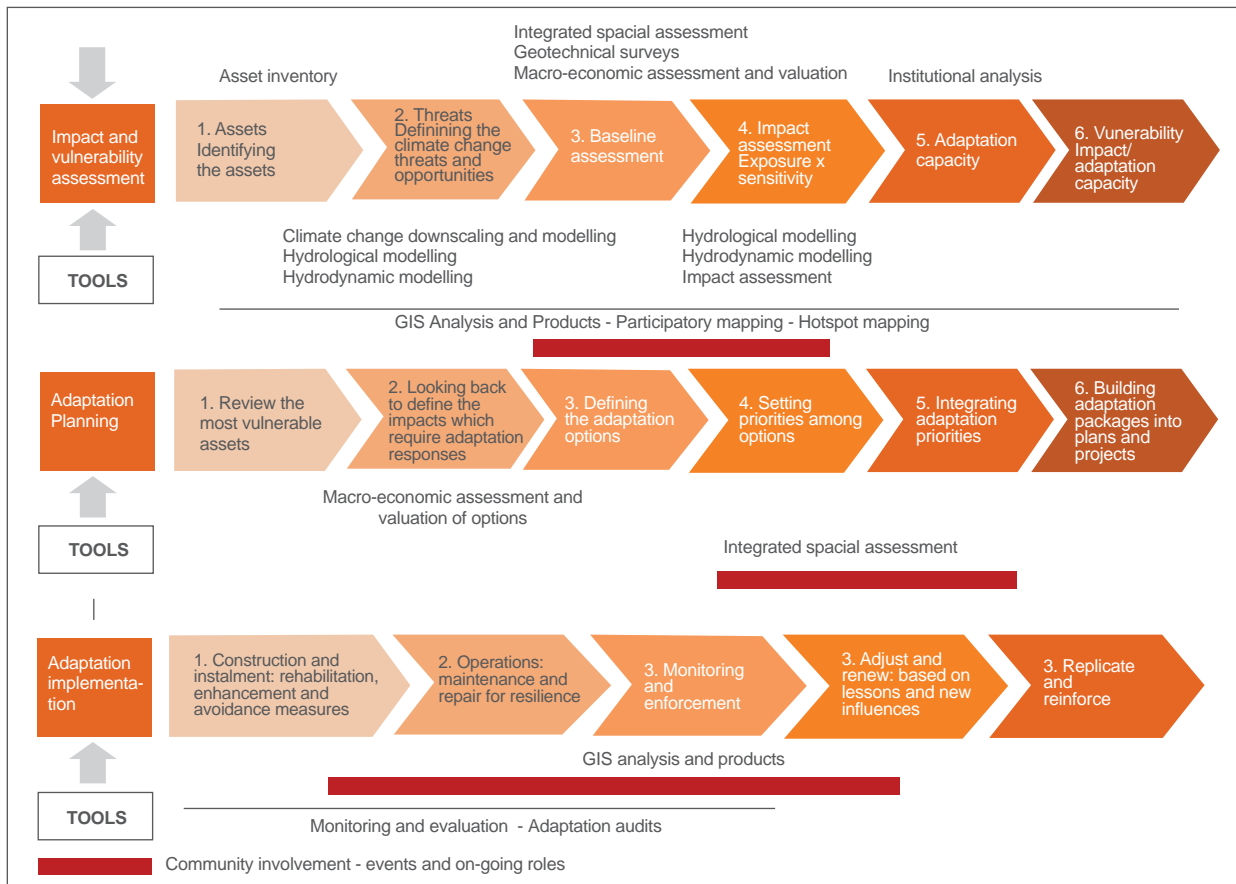 Integrated spacial assessment
Geotechnical surveys
Macro-economic assessment and valuation
Asset inventory
Institutional analysis
Impact and
vulnerability
assessment
1. Assets
Identifying
the assets
2. Threats
Definining the
climate change
threats and
opportunities
3. Baseline
assessment
4. Impact
assessment
Exposure x
sensitivity
5. Adaptation
capacity
6. Vunerability
Impact/
adaptation
capacity
TOOLS
Climate change downscaling and modelling
Hydrological modelling
Hydrodynamic modelling
Hydrological modelling
Hydrodynamic modelling
Impact assessment
GIS Analysis and Products - Participatory mapping - Hotspot mapping
Adaptation
Planning
1. Review the
most vulnerable
assets
2. Looking back
to define the
impacts which
require adaptation
responses
3. Defining
the adaptation
options
4. Setting
priorities among
options
5. Integrating
adaptation
priorities
6. Building
adaptation
packages into
plans and
projects
Macro-economic assessment and
valuation of options
TOOLS
Integrated spacial assessment
Adaptation
implementa-
tion
1. Construction and
instalment: rehabilitation,
enhancement and
avoidance measures
2. Operations:
maintenance and
repair for resilience
3. Monitoring
and
enforcement
3. Adjust and
renew: based on
lessons and new
influences
3. Replicate
and
reinforce
GIS analysis and products
TOOLS
Monitoring and evaluation - Adaptation audits
Community involvement - events and on-going roles